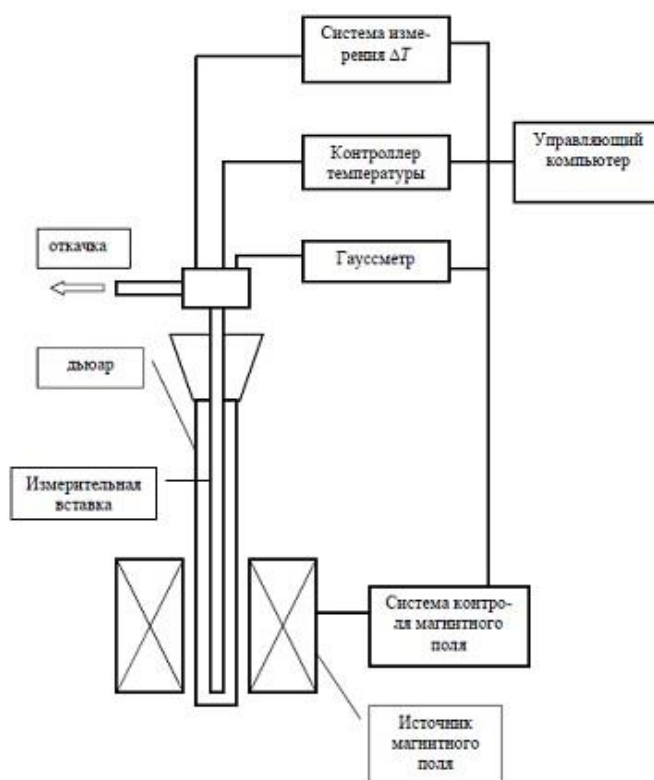 Система изме-
рения ΔT
Контроллер
температуры
Управляющий
компьютер
откачка
Гауссметр
дьюар
Измерительная
вставка
Система контро-
ля магнитного
поля
Источник
магнитного
поля